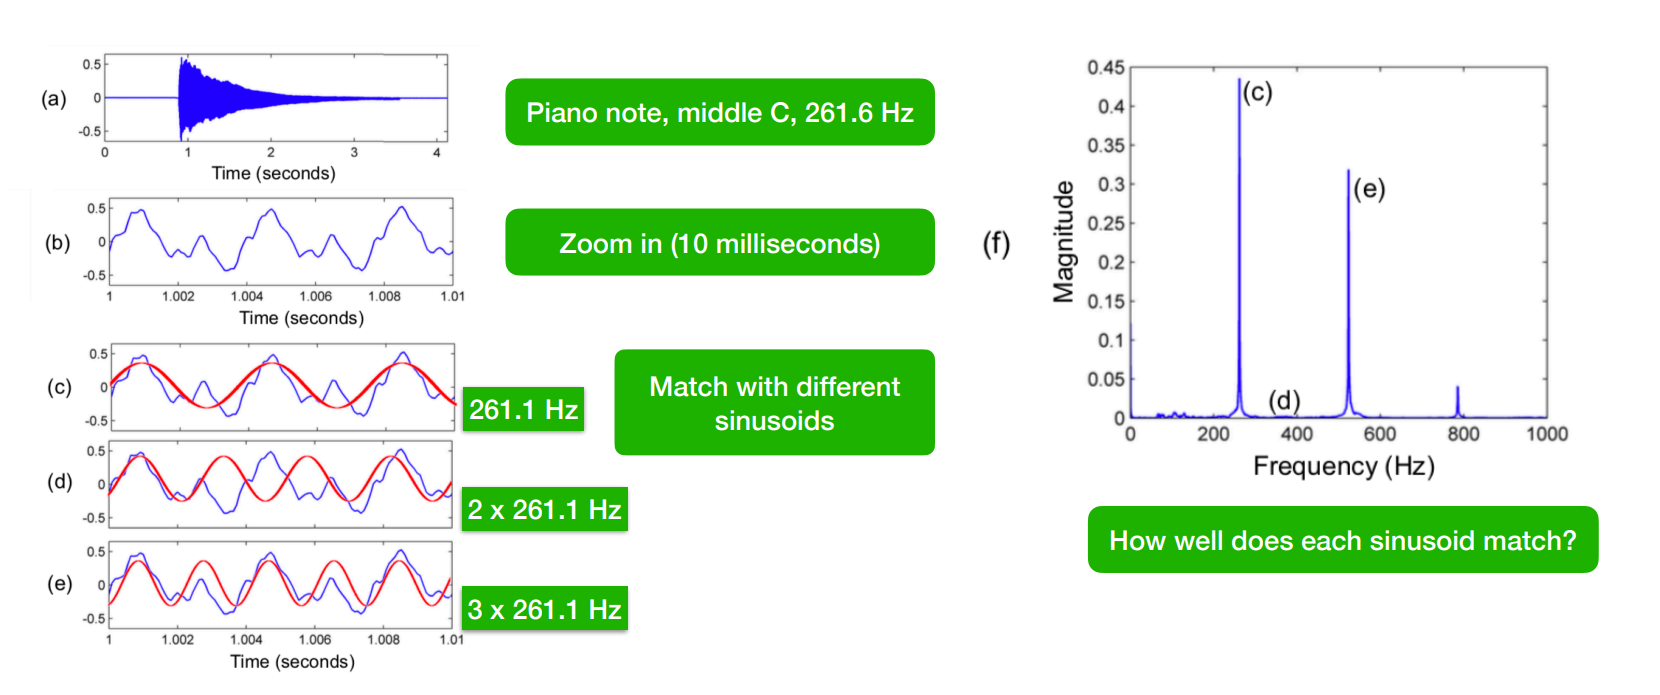 (a)
0.5
0
-0.5
0 1 2 3 4
Time (seconds)
Piano note, middle C, 261.6 Hz
(b)
0.5
0
-0.5
1 1.002 1.004 1.006 1.008 1.01
Time (seconds)
Zoom in (10 milliseconds)
(c)
0.5
0
-0.5
261.1 Hz
(d)
0.5
0
-0.5
2 x 261.1 Hz
(e)
0.5
0
-0.5
1 1.002 1.004 1.006 1.008 1.01
Time (seconds)
3 x 261.1 Hz
Match with different
sinusoids
(f)
Magnitude
0.45
0.4
0.35
0.3
0.25
0.2
0.15
0.1
0.05
0
(c)
(e)
(d)
0 200 400 600 800 1000
Frequency (Hz)
How well does each sinusoid match?